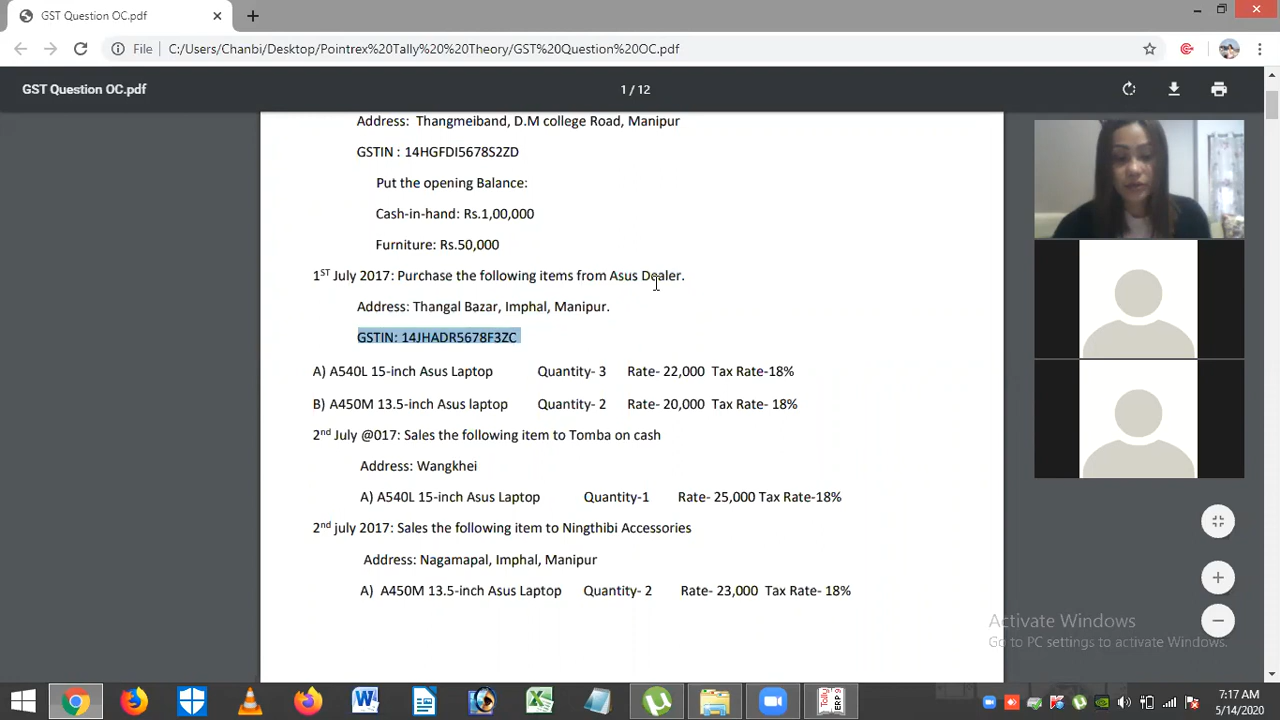 GST Question OC.pdf
File C:/Users/Chanbi/Desktop/Pointrex%20Tally%20%20Theory/GST%20Question%20OC.pdf
GST Question OC.pdf 1 / 12
Address: Thangmeiband, D.M college Road, Manipur
GSTIN : 14HGFDI5678S2ZD
Put the opening Balance:
Cash-in-hand: Rs.1,00,000
Furniture: Rs.50,000
1ST July 2017: Purchase the following items from Asus Dealer.
Address: Thangal Bazar, Imphal, Manipur.
GSTIN: 14JHADR5678F3ZC
A) A540L 15-inch Asus Laptop Quantity- 3 Rate- 22,000 Tax Rate-18%
B) A450M 13.5-inch Asus laptop Quantity- 2 Rate- 20,000 Tax Rate- 18%
2nd July @017: Sales the following item to Tomba on cash
Address: Wangkhei
A) A540L 15-inch Asus Laptop Quantity-1 Rate- 25,000 Tax Rate-18%
2nd july 2017: Sales the following item to Ningthibi Accessories
Address: Nagamapal, Imphal, Manipur
A) A450M 13.5-inch Asus Laptop Quantity- 2 Rate- 23,000 Tax Rate- 18%
Activate Windows
Go to PC settings to activate Windows.
Tally ERP 9
7:17 AM
5/14/2020